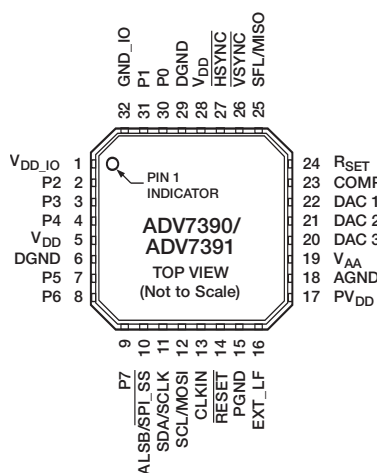 32 GND_IO
31 P1
30 P0
29 DGND
28 VDD
27 HSYNC
26 VSYNC
25 SFL/MISO
VDD_IO 1
P2 2
P3 3
P4 4
VDD 5
DGND 6
P5 7
P6 8
PIN 1
INDICATOR
ADV7390/
ADV7391
TOP VIEW
(Not to Scale)
24 RSET
23 COMP
22 DAC 1
21 DAC 2
20 DAC 3
19 VAA
18 AGND
17 PVDD
P7 9
ALSB/SPI_SS 10
SDA/SCLK 11
SCL/MOSI 12
CLKIN 13
RESET 14
PGND 15
EXT_LF 16